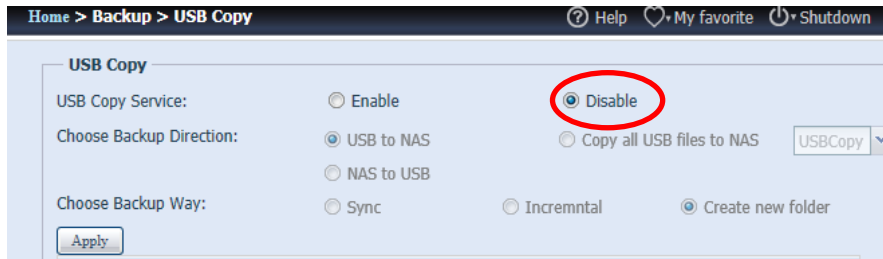 Home > Backup > USB Copy Help My favorite Shutdown
USB Copy
USB Copy Service: Enable Disable
Choose Backup Direction: USB to NAS Copy all USB files to NAS USBCopy
NAS to USB
Choose Backup Way: Sync Incremntal Create new folder
Apply